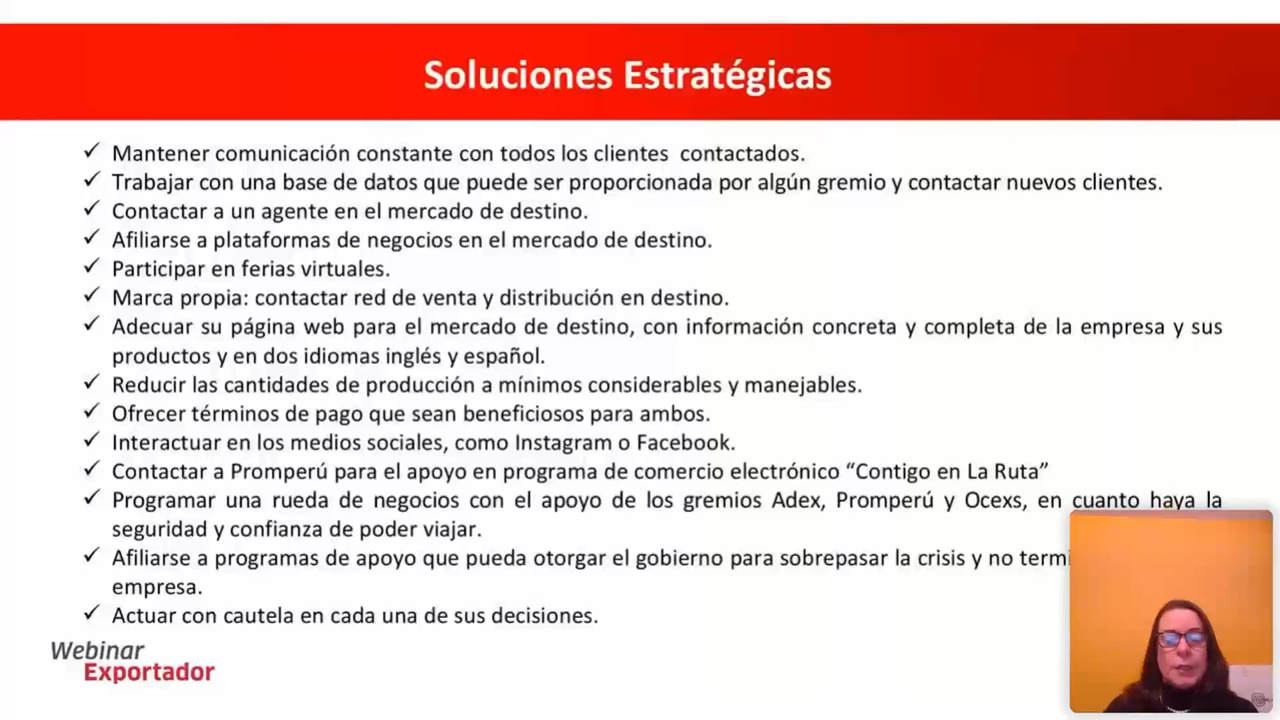 Soluciones Estratégicas
✓ Mantener comunicación constante con todos los clientes contactados.
✓ Trabajar con una base de datos que puede ser proporcionada por algún gremio y contactar nuevos clientes.
✓ Contactar a un agente en el mercado de destino.
✓ Afiliarse a plataformas de negocios en el mercado de destino.
✓ Participar en ferias virtuales.
✓ Marca propia: contactar red de venta y distribución en destino.
✓ Adecuar su página web para el mercado de destino, con información concreta y completa de la empresa y sus
productos y en dos idiomas inglés y español.
✓ Reducir las cantidades de producción a mínimos considerables y manejables.
✓ Ofrecer términos de pago que sean beneficiosos para ambos.
✓ Interactuar en los medios sociales, como Instagram o Facebook.
✓ Contactar a Promperú para el apoyo en programa de comercio electrónico “Contigo en La Ruta”
✓ Programar una rueda de negocios con el apoyo de los gremios Adex, Promperú y Ocexs, en cuanto haya la
seguridad y confianza de poder viajar.
✓ Afiliarse a programas de apoyo que pueda otorgar el gobierno para sobrepasar la crisis y no
empresa.
✓ Actuar con cautela en cada una de sus decisiones.
Webinar
Exportador